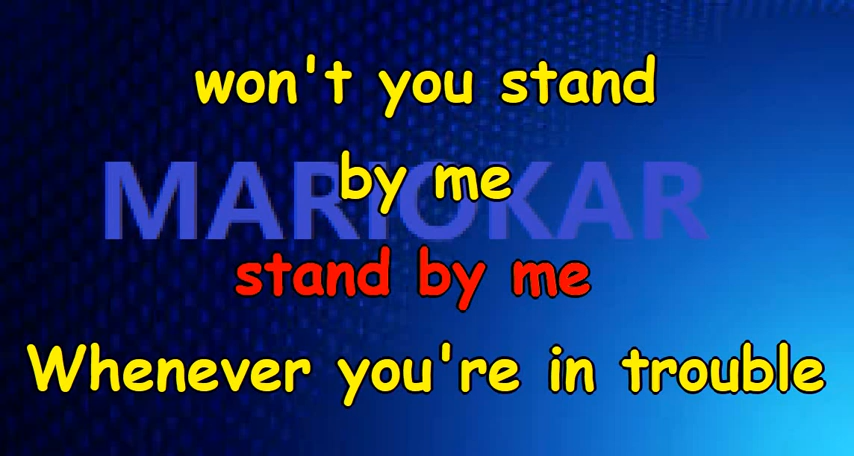 won't you stand
by me
MARIOKAR
stand by me
Whenever you're in trouble